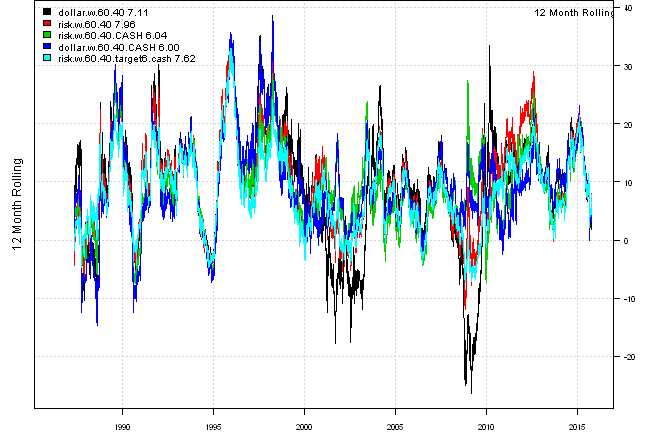 dollar.w.60.40 7.11
risk.w.60.40 7.96
risk.w.60.40.CASH 6.04
dollar.w.60.40.CASH 6.00
risk.w.60.40.target6.cash 7.62
12 Month Rolling
12 Month Rolling
40
30
20
10
0
-10
-20
1990
1995
2000
2005
2010
2015